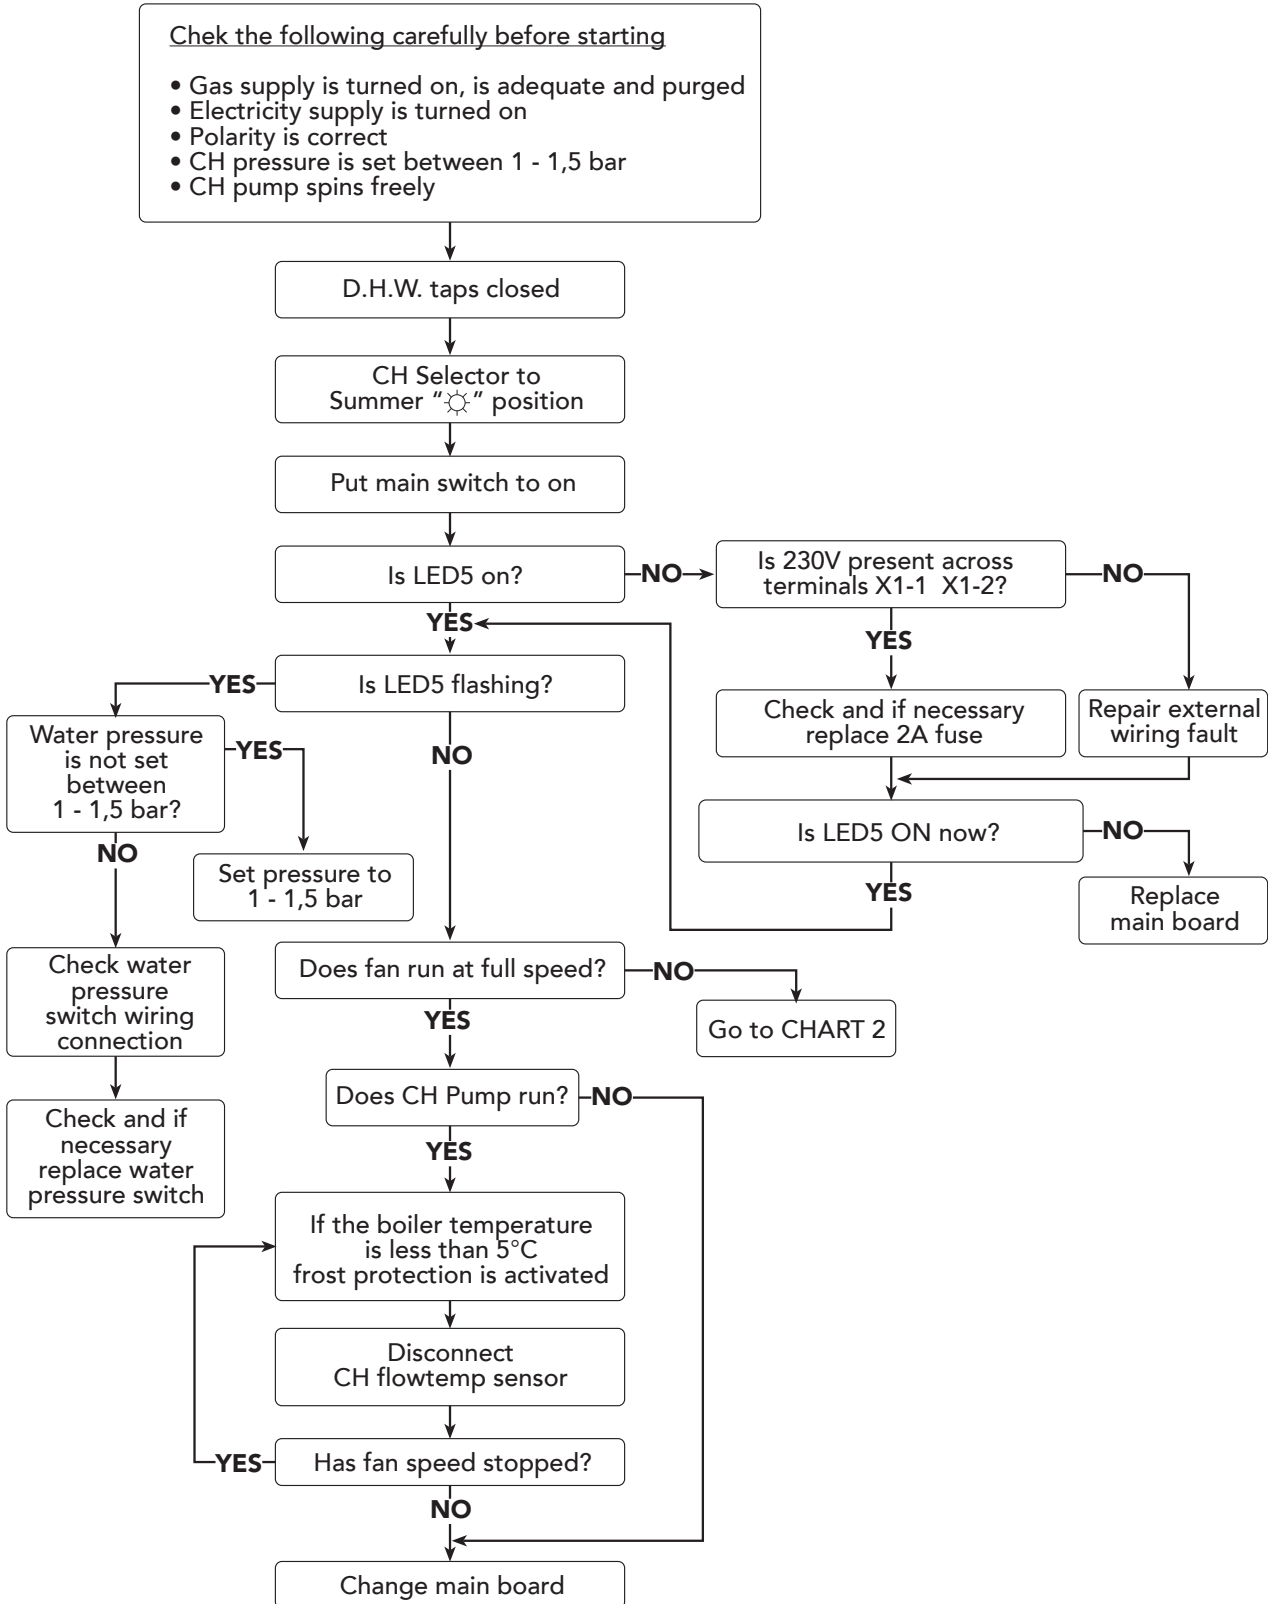 Chek the following carefully before starting
• Gas supply is turned on, is adequate and purged
• Electricity supply is turned on
• Polarity is correct
• CH pressure is set between 1 - 1,5 bar
• CH pump spins freely
D.H.W. taps closed
CH Selector to
Summer “☼” position
Put main switch to on
Is LED5 on?
NO
Is 230V present across
terminals X1-1 X1-2?
NO
YES
YES
Is LED5 flashing?
YES
Check and if necessary
replace 2A fuse
Repair external
wiring fault
Water pressure
is not set
between
1 - 1,5 bar?
YES
NO
Is LED5 ON now?
NO
NO
Set pressure to
1 - 1,5 bar
YES
Replace
main board
Check water
pressure
switch wiring
connection
Does fan run at full speed?
NO
YES
Go to CHART 2
Does CH Pump run?
NO
Check and if
necessary
replace water
pressure switch
YES
If the boiler temperature
is less than 5°C
frost protection is activated
Disconnect
CH flowtemp sensor
Has fan speed stopped?
YES
NO
Change main board